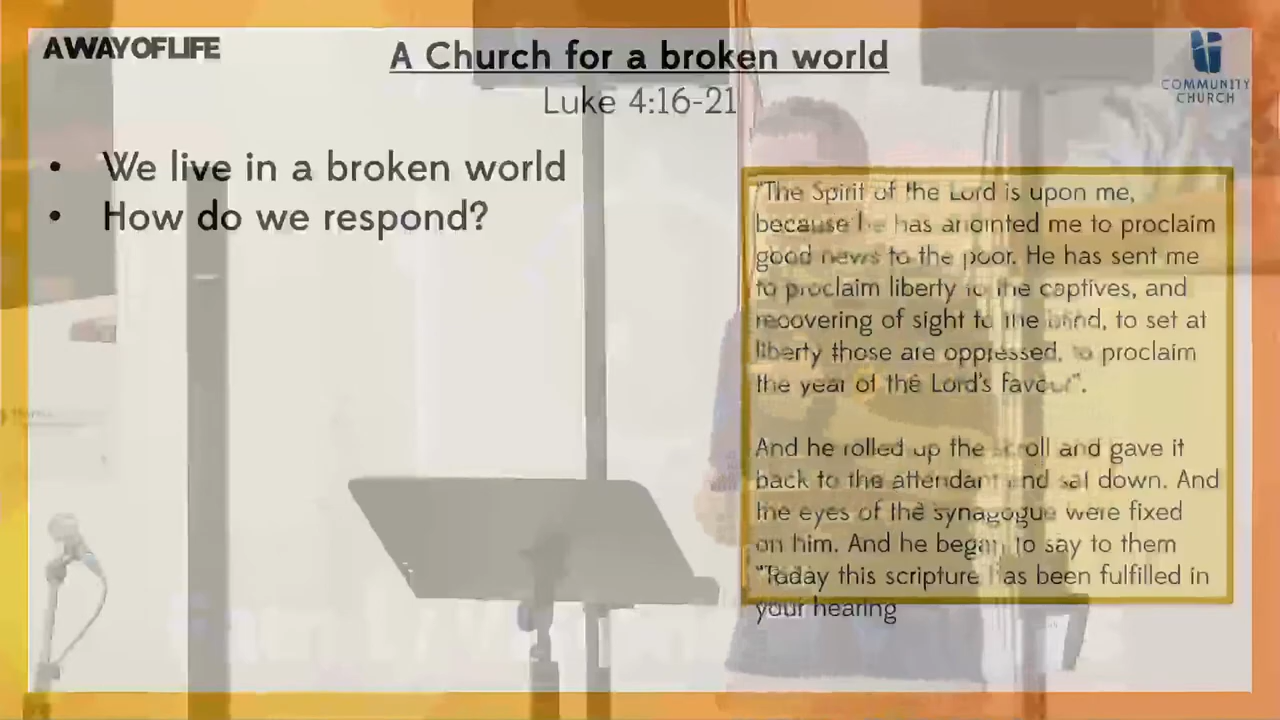 AWAYOFLIFE
A Church for a broken world
Luke 4:16-21
COMMUNITY
CHURCH
• We live in a broken world
• How do we respond?
"The Spirit of the Lord is upon me,
because he has anointed me to proclaim
good news to the poor. He has sent me
to proclaim liberty to the captives, and
recovering of sight to the blind, to set at
liberty those are oppressed, to proclaim
the year of the Lord's favour".
And he rolled up the scroll and gave it
back to the attendant and sat down. And
the eyes of the synagogue were fixed
on him. And he began to say to them
"Today this scripture has been fulfilled in
your hearing